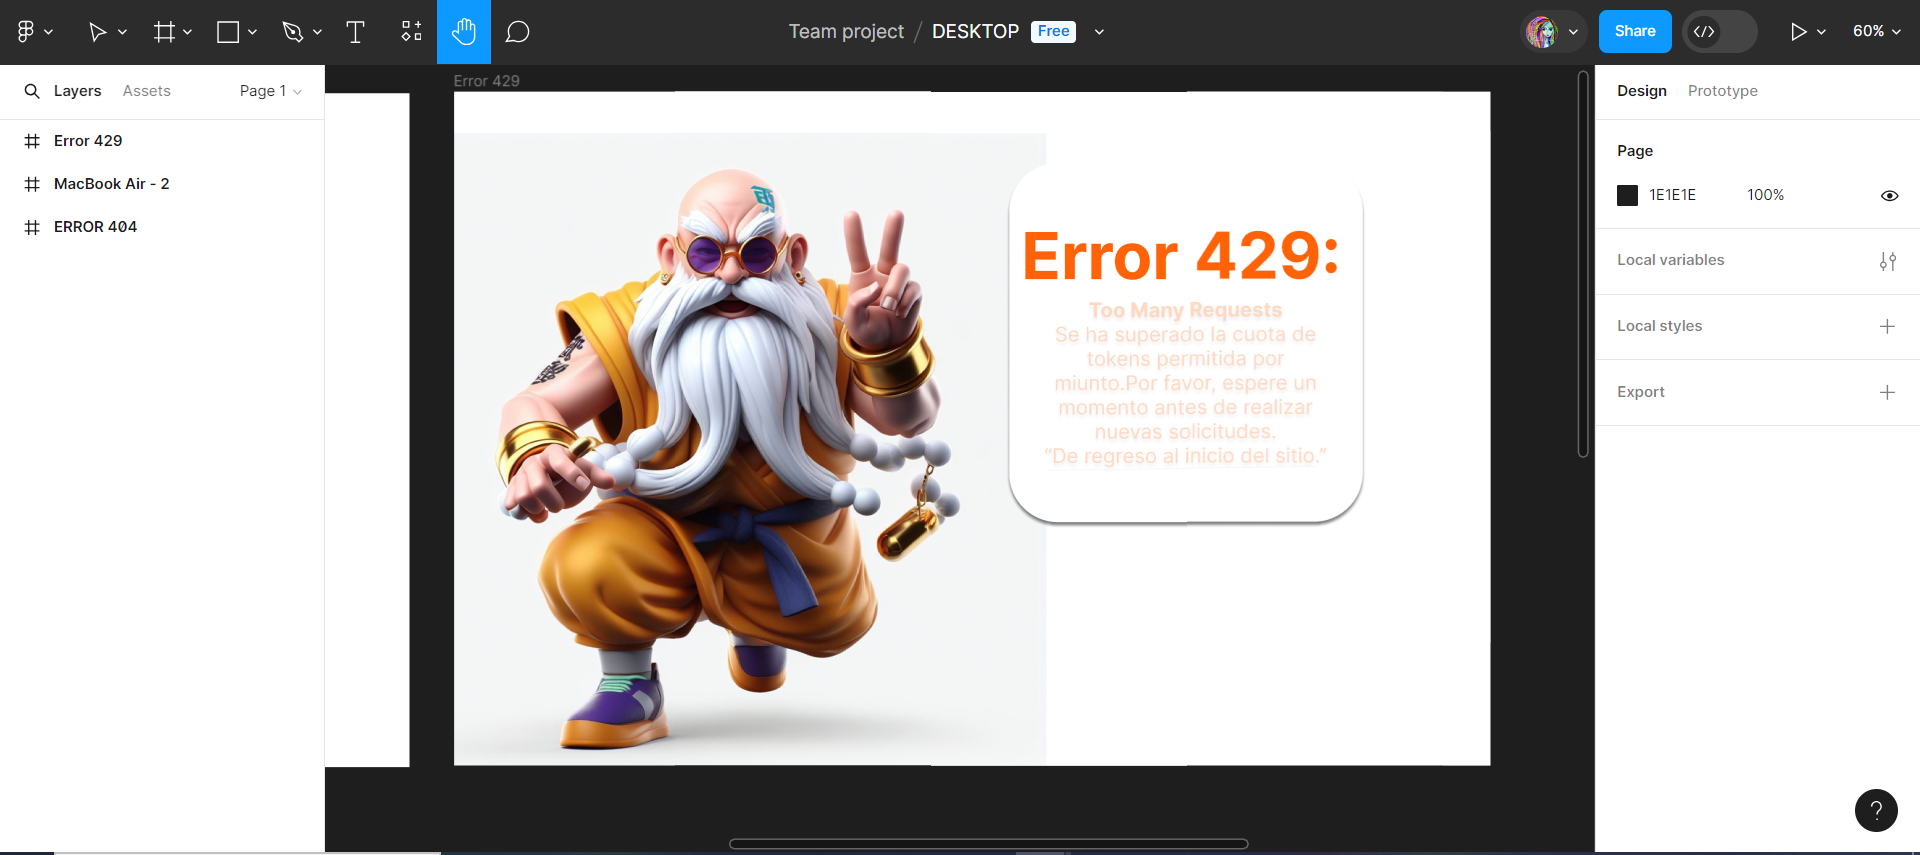 Team project / DESKTOP Free
Share
60%
Layers Assets Page 1
Error 429
MacBook Air - 2
ERROR 404
Error 429
Error 429:
Too Many Requests
Se ha superado la cuota de
tokens permitida por
miunto.Por favor, espere un
momento antes de realizar
nuevas solicitudes.
“De regreso al inicio del sitio.”
Design Prototype
Page
1E1E1E 100%
Local variables
Local styles
Export
?